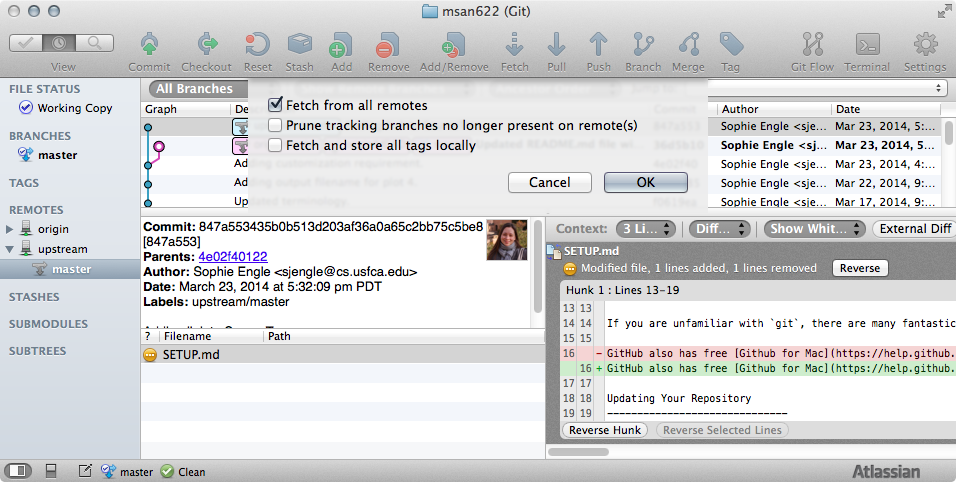 msan622 (Git)
View
Commit
Checkout
Reset
Stash
Add
Remove
Add/Remove
Fetch
Pull
Push
Branch
Merge
Tag
Git Flow
Terminal
Settings
FILE STATUS
Working Copy
BRANCHES
master
TAGS
REMOTES
origin
upstream
master
STASHES
SUBMODULES
SUBTREES
All Branches
Graph
Author
Date
Sophie Engle <sje... Mar 23, 2014, 5:...
Sophie Engle <sj... Mar 23, 2014, 5...
Sophie Engle <sje... Mar 23, 2014, 4:...
Sophie Engle <sje... Mar 22, 2014, 9:...
Sophie Engle <sje... Mar 17, 2014, 9:...
Fetch from all remotes
Prune tracking branches no longer present on remote(s)
Fetch and store all tags locally
Cancel
OK
Commit: 847a553435b0b513d203af36a0a65c2bb75c5be8
[847a553]
Parents: 4e02f40122
Author: Sophie Engle <sjengle@cs.usfca.edu>
Date: March 23, 2014 at 5:32:09 pm PDT
Labels: upstream/master
? Filename Path
SETUP.md
Context: 3 Li... Diff... Show Whit... External Diff
SETUP.md
Modified file, 1 lines added, 1 lines removed
Reverse
Hunk 1 : Lines 13-19
13 13
14 14 If you are unfamiliar with `git`, there are many fantastic
15 15
16 - GitHub also has free [Github for Mac](https://help.github.
16 + GitHub also has free [Github for Mac](https://help.github.
17 17
18 18 Updating Your Repository
19 19 ------------------------------
Reverse Hunk
Reverse Selected Lines
master
Clean
Atlassian